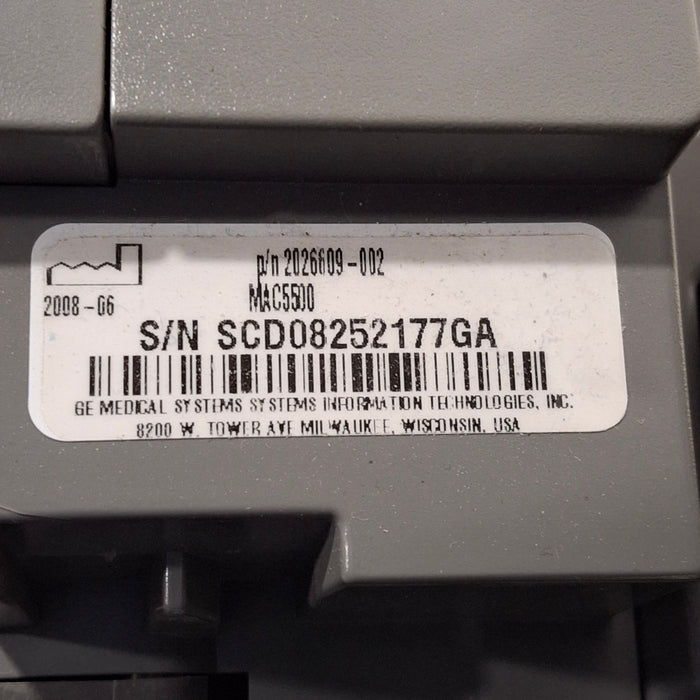 p/n 2026609-002
2008-06
MAC5500
S/N SCD08252177GA
GE MEDICAL SYSTEMS SYSTEMS INFORMATION TECHNOLOGIES, INC.
8200 W. TOWER AVE MILWAUKEE, WISCONSIN, USA